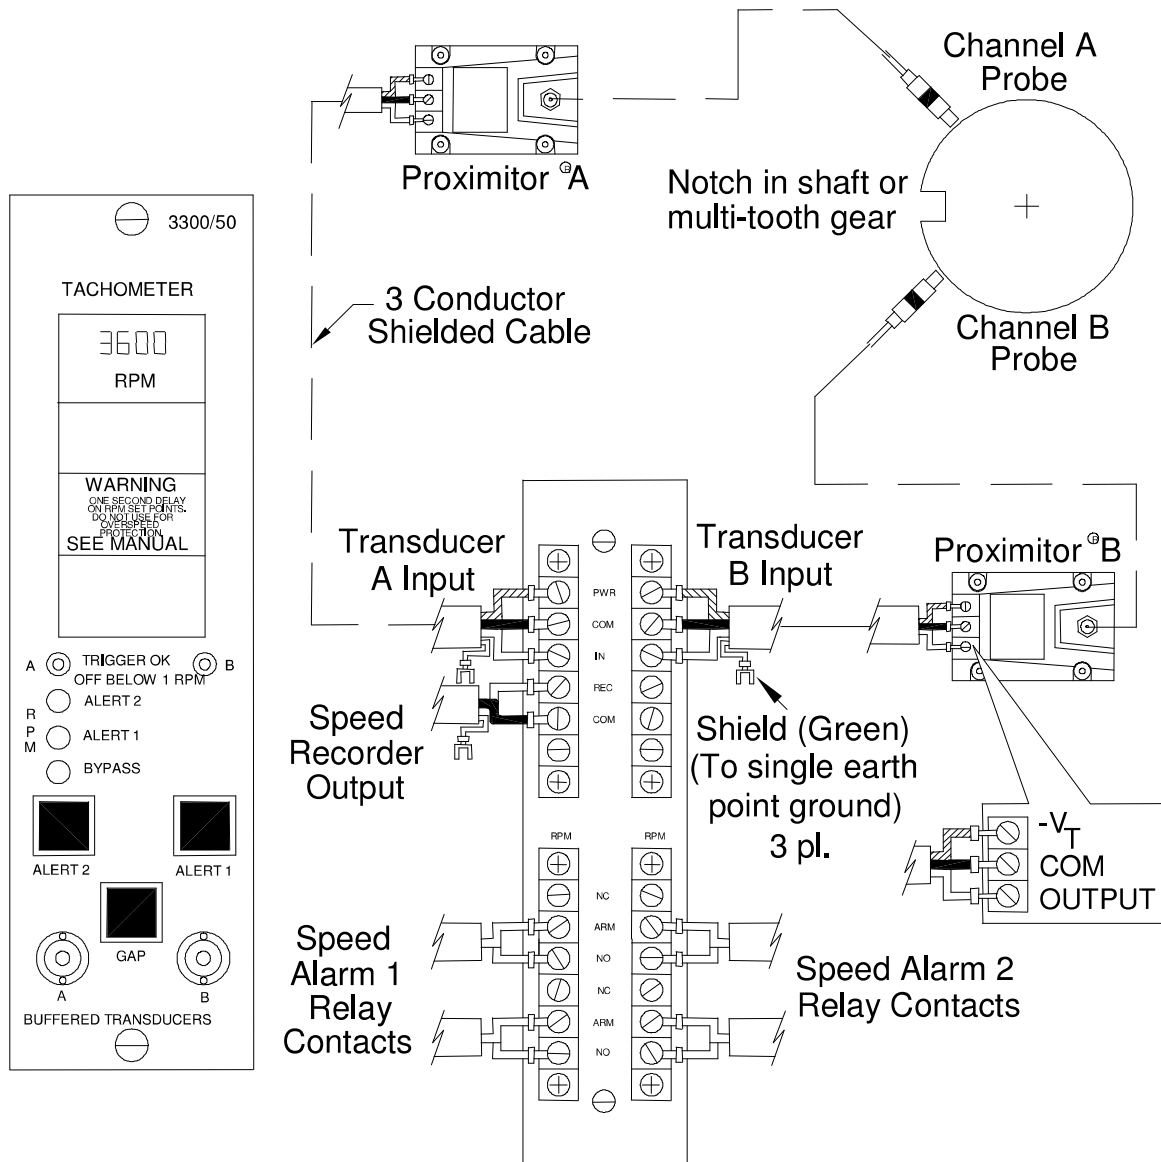 Channel A
Probe
Proximitor ®A
Notch in shaft or
multi-tooth gear
3300/50
TACHOMETER
3600
RPM
WARNING
ONE SECOND DELAY
ON RPM SET POINTS.
DO NOT USE FOR
OVERSPEED
PROTECTION.
SEE MANUAL
A TRIGGER OK B
OFF BELOW 1 RPM
ALERT 2
RPM
ALERT 1
BYPASS
ALERT 2
ALERT 1
GAP
A
B
BUFFERED TRANSDUCERS
3 Conductor
Shielded Cable
Channel B
Probe
Transducer
A Input
Transducer
B Input
Proximitor ®B
PWR
COM
IN
REC
COM
Speed
Recorder
Output
Shield (Green)
(To single earth
point ground)
3 pl.
-VT
COM
OUTPUT
RPM
RPM
NC
ARM
NO
NC
ARM
NO
Speed
Alarm 1
Relay
Contacts
Speed Alarm 2
Relay Contacts